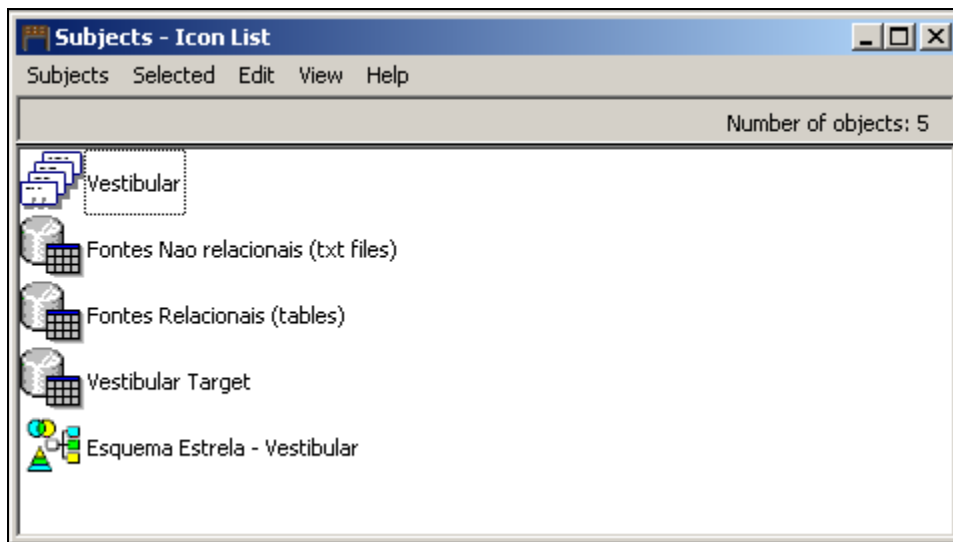 Subjects - Icon List
Subjects Selected Edit View Help
Number of objects: 5
Vestibular
Fontes Nao relacionais (txt files)
Fontes Relacionais (tables)
Vestibular Target
Esquema Estrela - Vestibular